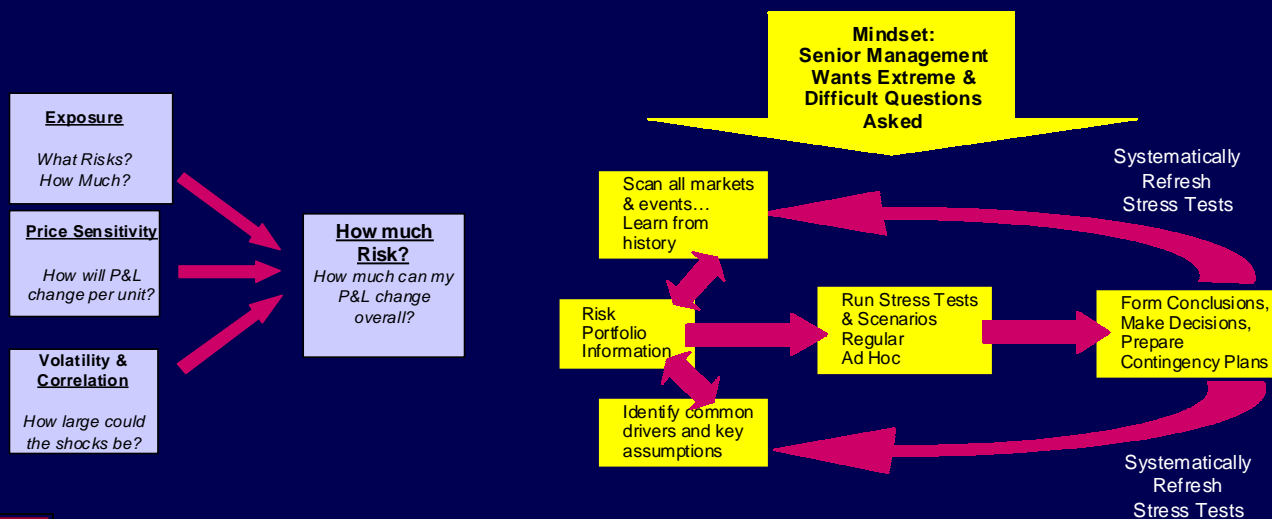 Exposure
What Risks?
How Much?
Price Sensitivity
How will P&L
change per unit?
Volatility &
Correlation
How large could
the shocks be?
How much
Risk?
How much can my
P&L change
overall?
Mindset:
Senior Management
Wants Extreme &
Difficult Questions
Asked
Scan all markets
& events…
Learn from
history
Risk
Portfolio
Information
Identify common
drivers and key
assumptions
Run Stress Tests
& Scenarios
Regular
Ad Hoc
Form Conclusions,
Make Decisions,
Prepare
Contingency Plans
Systematically
Refresh
Stress Tests
Systematically
Refresh
Stress Tests